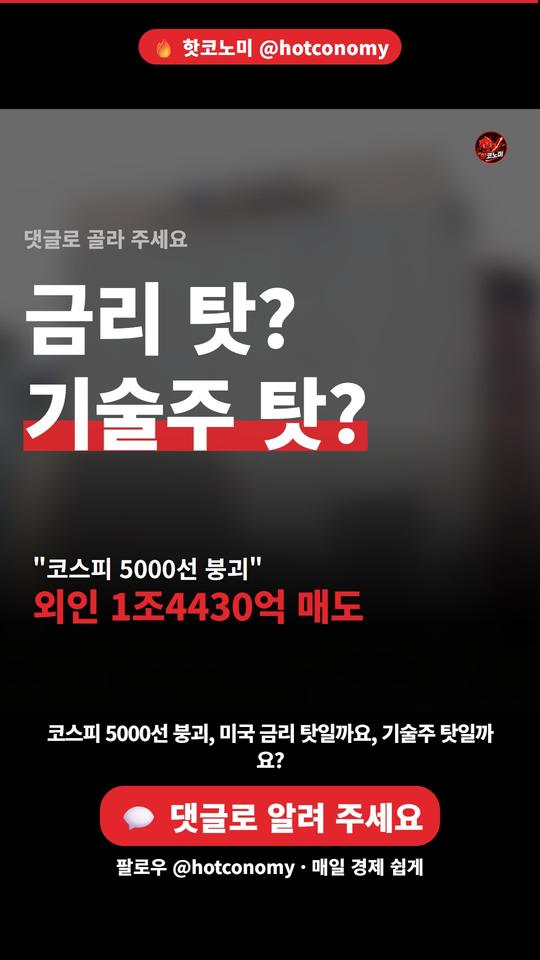 🔥 핫코노미 @hotconomy
코노미
댓글로 골라 주세요
금리 탓?
기술주 탓?
"코스피 5000선 붕괴"
외인 1조4430억 매도
코스피 5000선 붕괴, 미국 금리 탓일까요, 기술주 탓일까
요?
💬 댓글로 알려 주세요
팔로우 @hotconomy · 매일 경제 쉽게